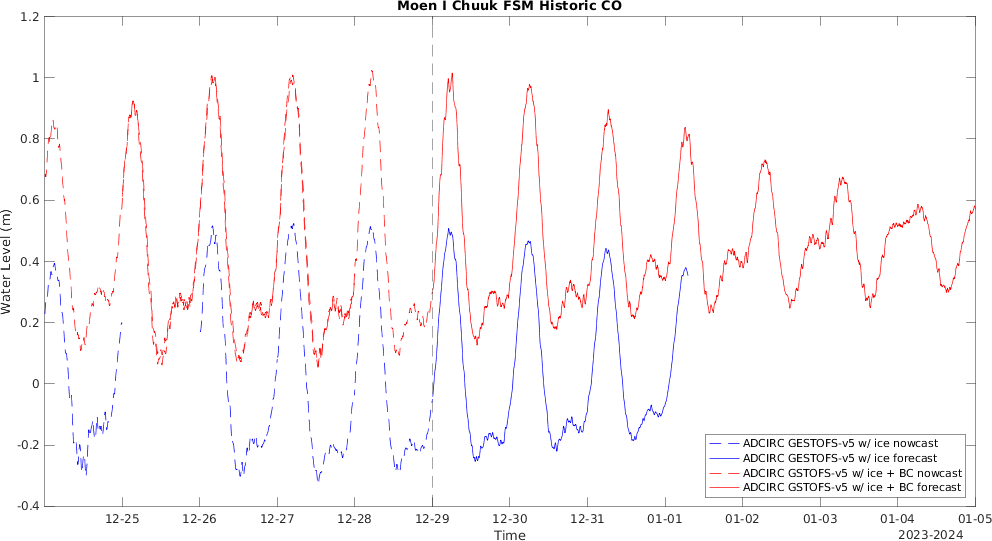 Moen I Chuuk FSM Historic CO
1.2
1
0.8
0.6
0.4
0.2
0
-0.2
-0.4
Water Level (m)
ADCIRC GESTOFS-v5 w/ ice nowcast
ADCIRC GESTOFS-v5 w/ ice forecast
ADCIRC GSTOFS-v5 w/ ice + BC nowcast
ADCIRC GSTOFS-v5 w/ ice + BC forecast
12-25 12-26 12-27 12-28 12-29 12-30 12-31 01-01 01-02 01-03 01-04 01-05
Time
2023-2024